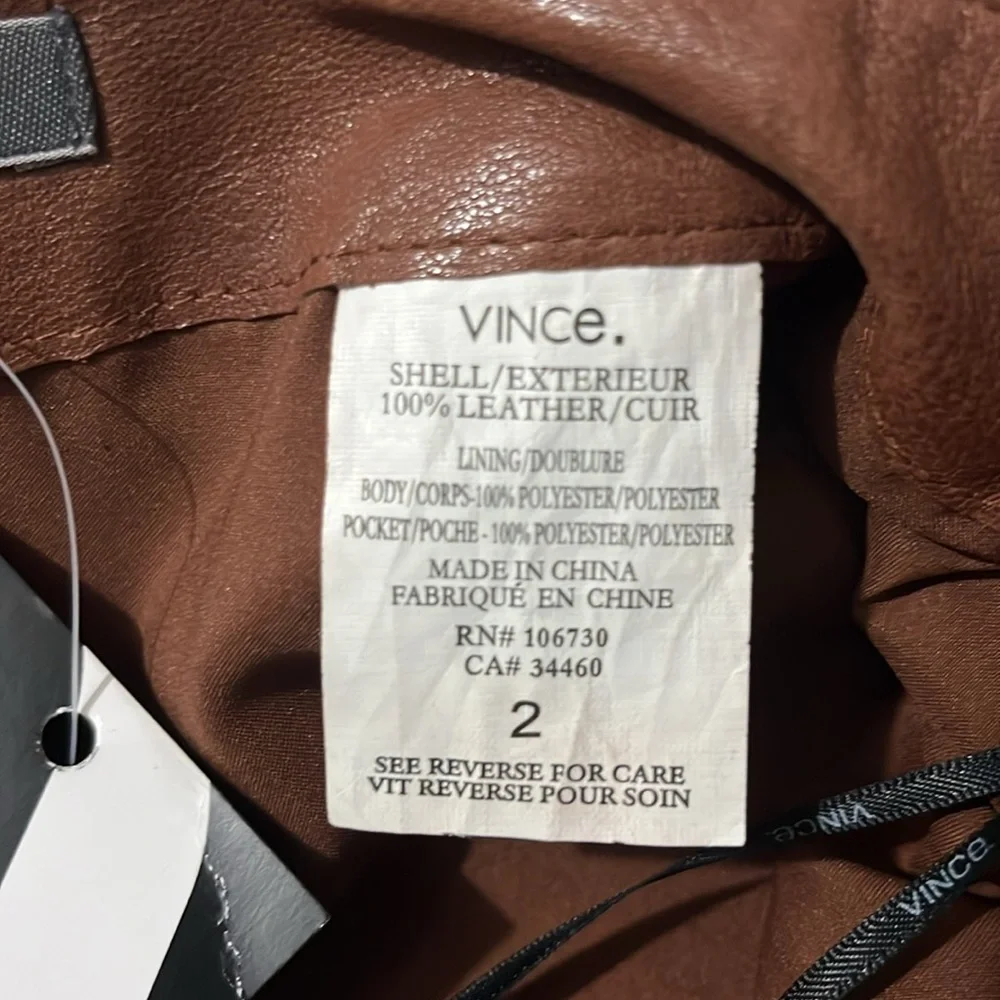 VINCe.
SHELL/EXTERIEUR
100% LEATHER/CUIR
LINING/DOUBLURE
BODY/CORPS-100% POLYESTER/POLYESTER
POCKET/POCHE-100% POLYESTER/POLYESTER
MADE IN CHINA
FABRIQUÉ EN CHINE
RN# 106730
CA# 34460
2
SEE REVERSE FOR CARE
VIT REVERSE POUR SOIN
VINCe
VINCe